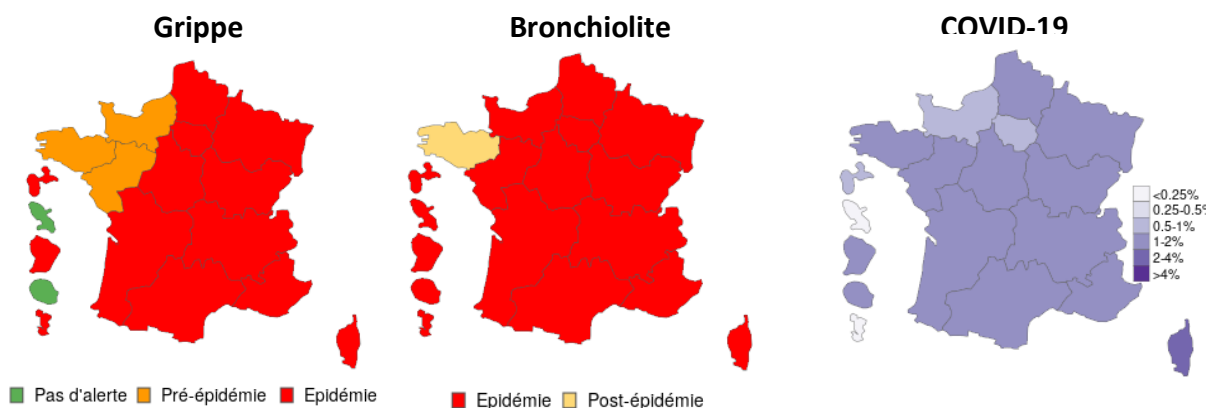 Grippe
Pas d'alerte Pré-épidémie Epidémie
Bronchiolite
Epidémie Post-épidémie
COVID-19
<0.25%
0.25-0.5%
0.5-1%
1-2%
2-4%
>4%